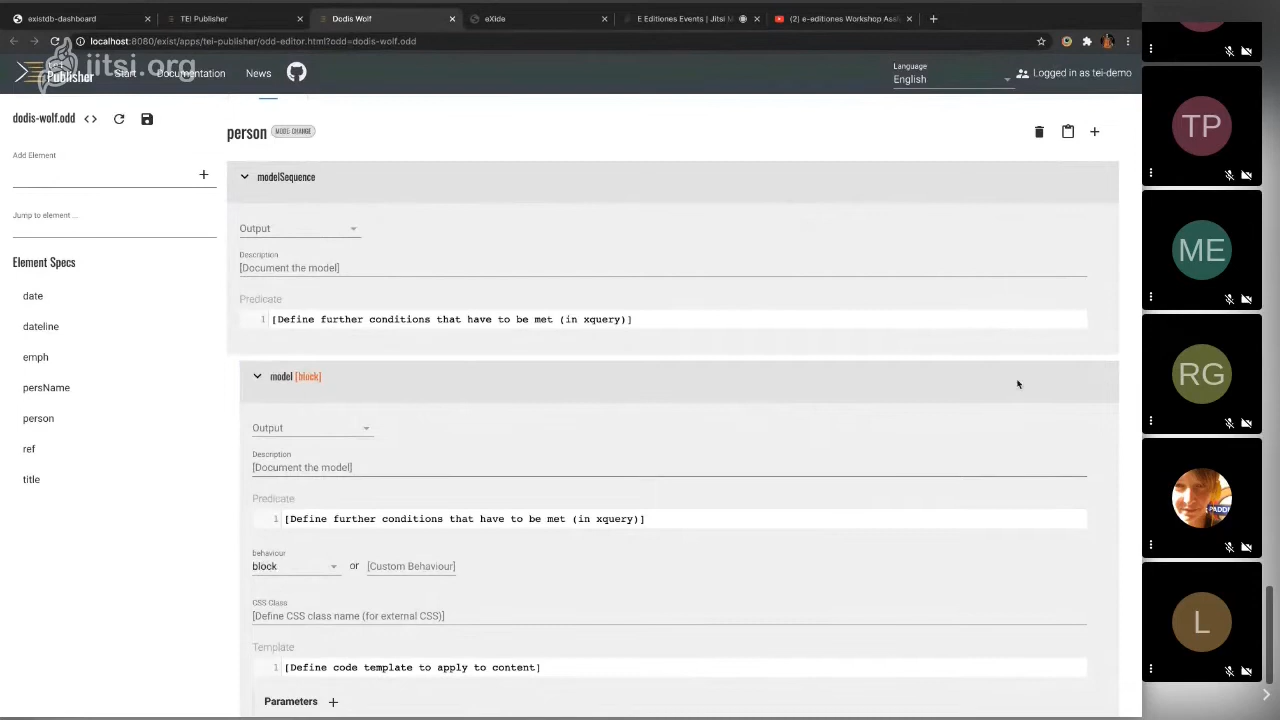 existdb-dashboard
TEI Publisher
Dodis Wolf
eXide
E Editiones Events | Jitsi M
(2) e-editiones Workshop Asah
localhost:8080/exist/apps/tei-publisher/odd-editor.html?odd=dodis-wolf.odd
jitsi.org
Publisher
Start
Documentation
News
Language
English
Logged in as tei-demo
dodis-wolf.odd
Add Element
Jump to element ...
Element Specs
date
dateline
emph
persName
person
ref
title
person MODE: CHANGE
modelSequence
Output
Description
[Document the model]
Predicate
1 [Define further conditions that have to be met (in xquery)]
model [block]
Output
Description
[Document the model]
Predicate
1 [Define further conditions that have to be met (in xquery)]
behaviour
block or [Custom Behaviour]
CSS Class
[Define CSS class name (for external CSS)]
Template
1 [Define code template to apply to content]
Parameters
TP
ME
RG
PADD
L